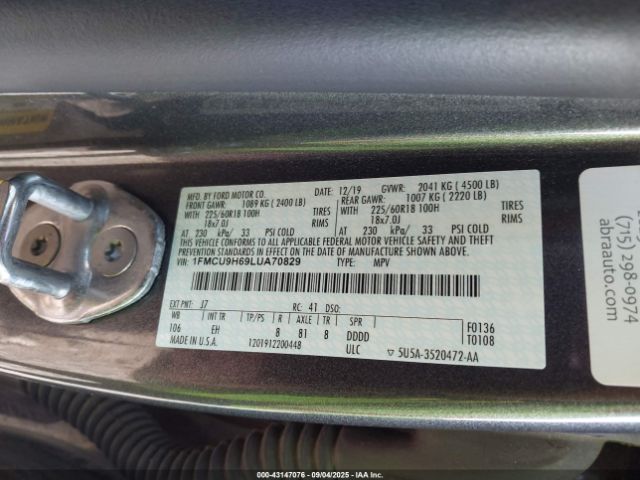 MFD. BY FORD MOTOR CO. DATE: 12/19 GVWR: 2041 KG ( 4500 LB)
FRONT GAWR: 1089 KG ( 2400 LB) REAR GAWR: 1007 KG ( 2220 LB)
WITH 225/60R18 100H TIRES WITH 225/60R18 100H TIRES
18x7.0J RIMS 18x7.0J RIMS
AT 230 kPa/ 33 PSI COLD AT 230 kPa/ 33 PSI COLD
THIS VEHICLE CONFORMS TO ALL APPLICABLE FEDERAL MOTOR VEHICLE SAFETY AND THEFT PREVENTION STANDARDS IN EFFECT ON THE DATE OF MANUFACTURE SHOWN ABOVE.
VIN: 1FMCU9H69LUA70829 TYPE: MPV
EXT PNT: J7 RC: 41 DSO:
WB INT TR TP/PS R AXLE TR SPR F0136
106 EH 8 81 8 DDDD T0108
MADE IN U.S.A. 1201912200448 ULC 5U5A-3520472-AA
(715) 298-0974
abraauto.com
000-43147076 - 09/04/2025 - IAAI.COM